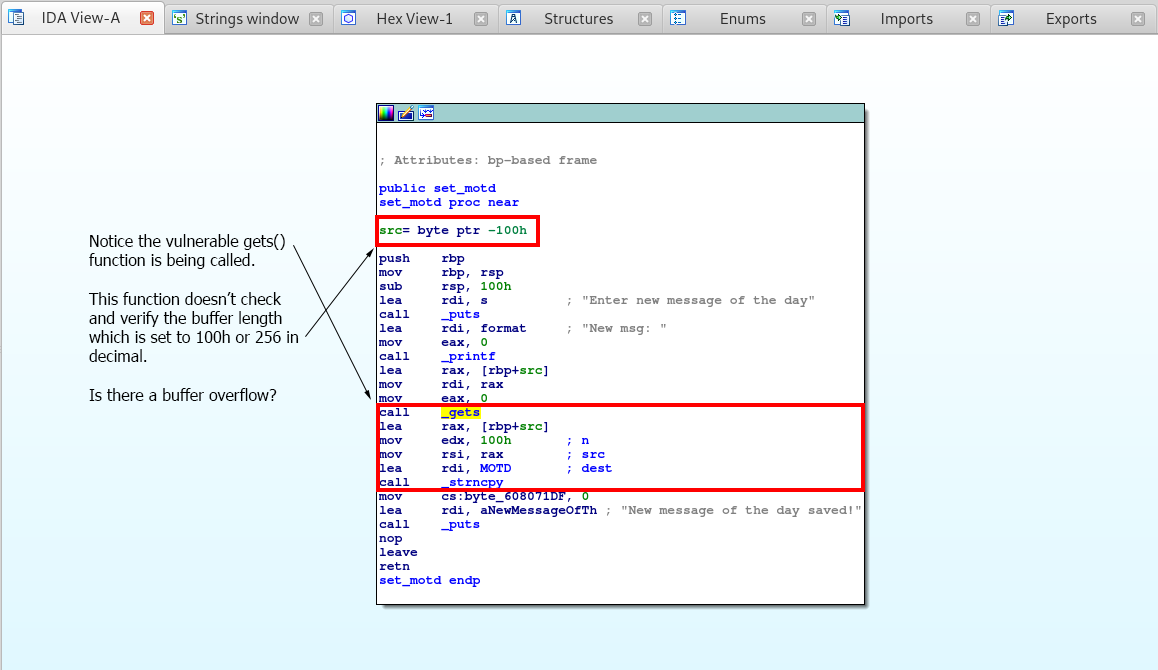 IDA View-A Strings window Hex View-1 Structures Enums Imports Exports
; Attributes: bp-based frame
public set_motd
set_motd proc near
src= byte ptr -100h
push rbp
mov rbp, rsp
sub rsp, 100h
lea rdi, s ; "Enter new message of the day"
call _puts
lea rdi, format ; "New msg: "
mov eax, 0
call _printf
lea rax, [rbp+src]
mov rdi, rax
mov eax, 0
call _gets
lea rax, [rbp+src]
mov edx, 100h ; n
mov rsi, rax ; src
lea rdi, MOTD ; dest
call _strncpy
mov cs:byte_608071DF, 0
lea rdi, aNewMessageOfTh ; "New message of the day saved!"
call _puts
nop
leave
retn
set_motd endp
Notice the vulnerable gets()
function is being called.
This function doesn't check
and verify the buffer length
which is set to 100h or 256 in
decimal.
Is there a buffer overflow?